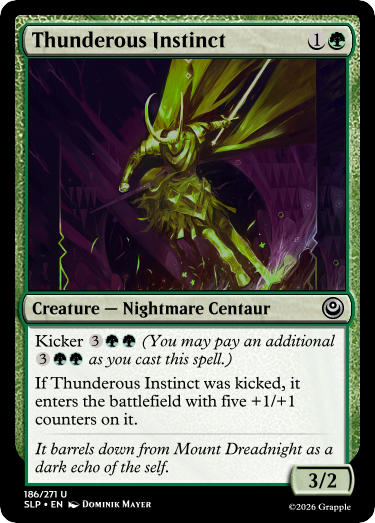 Thunderous Instinct 1
Creature — Nightmare Centaur
Kicker 3 (You may pay an additional
3 as you cast this spell.)
If Thunderous Instinct was kicked, it
enters the battlefield with five +1/+1
counters on it.
It barrels down from Mount Dreadnight as a
dark echo of the self.
3/2
186/271 U
SLP • EN DOMINIK MAYER
©2026 Grapple